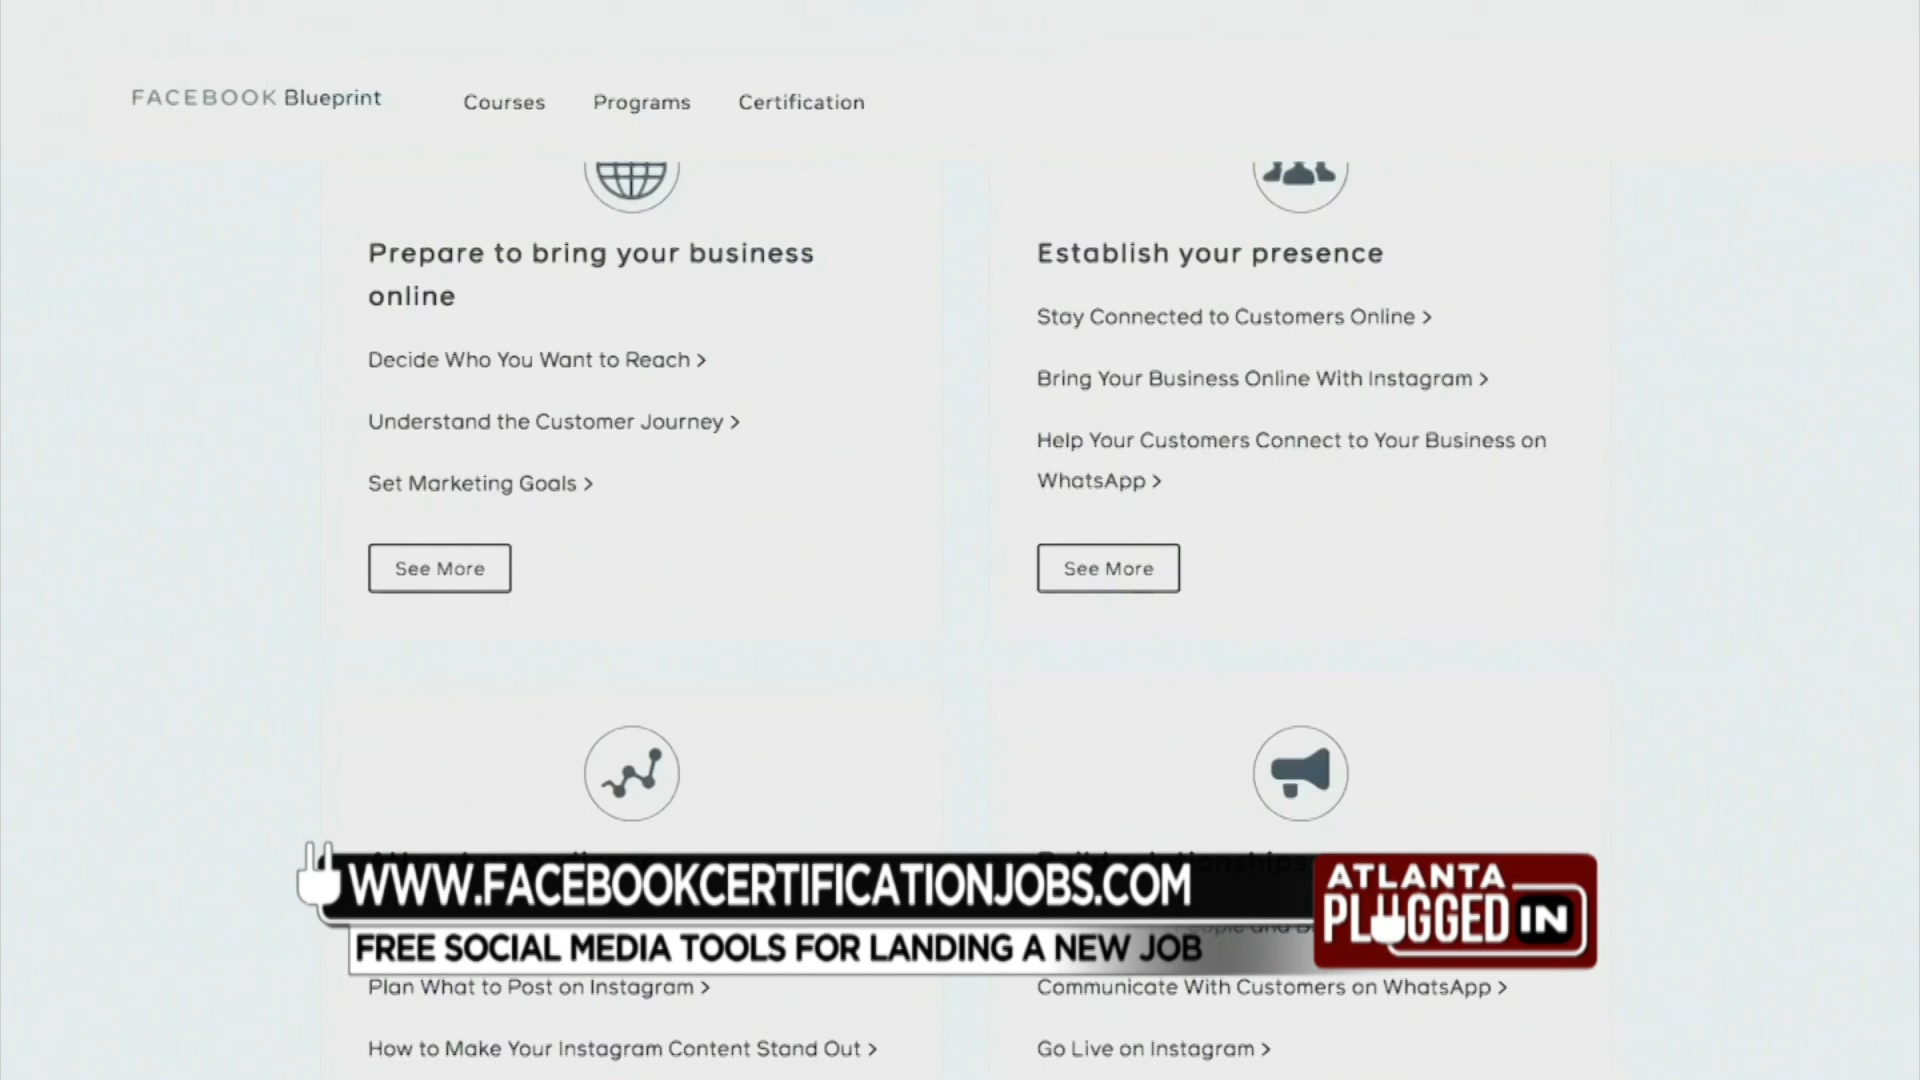 FACEBOOK Blueprint
Courses
Programs
Certification
Prepare to bring your business
online
Decide Who You Want to Reach >
Understand the Customer Journey >
Set Marketing Goals >
See More
Establish your presence
Stay Connected to Customers Online >
Bring Your Business Online With Instagram >
Help Your Customers Connect to Your Business on
WhatsApp >
See More
WWW.FACEBOOKCERTIFICATIONJOBS.COM
FREE SOCIAL MEDIA TOOLS FOR LANDING A NEW JOB
ATLANTA
PLUGGED IN
Plan What to Post on Instagram >
How to Make Your Instagram Content Stand Out >
Communicate With Customers on WhatsApp >
Go Live on Instagram >